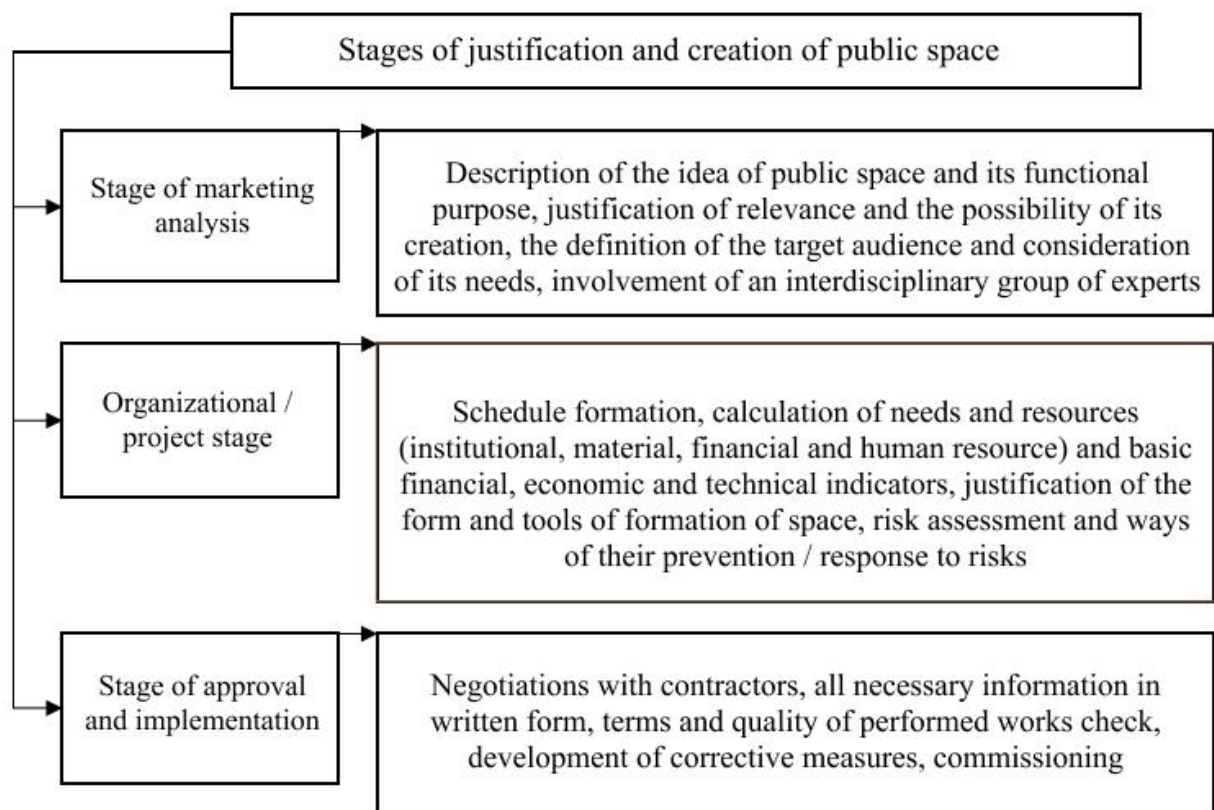 Stages of justification and creation of public space
Stage of marketing
analysis
Description of the idea of public space and its functional
purpose, justification of relevance and the possibility of its
creation, the definition of the target audience and consideration
of its needs, involvement of an interdisciplinary group of experts
Organizational /
project stage
Schedule formation, calculation of needs and resources
(institutional, material, financial and human resource) and basic
financial, economic and technical indicators, justification of the
form and tools of formation of space, risk assessment and ways
of their prevention / response to risks
Stage of approval
and implementation
Negotiations with contractors, all necessary information in
written form, terms and quality of performed works check,
development of corrective measures, commissioning